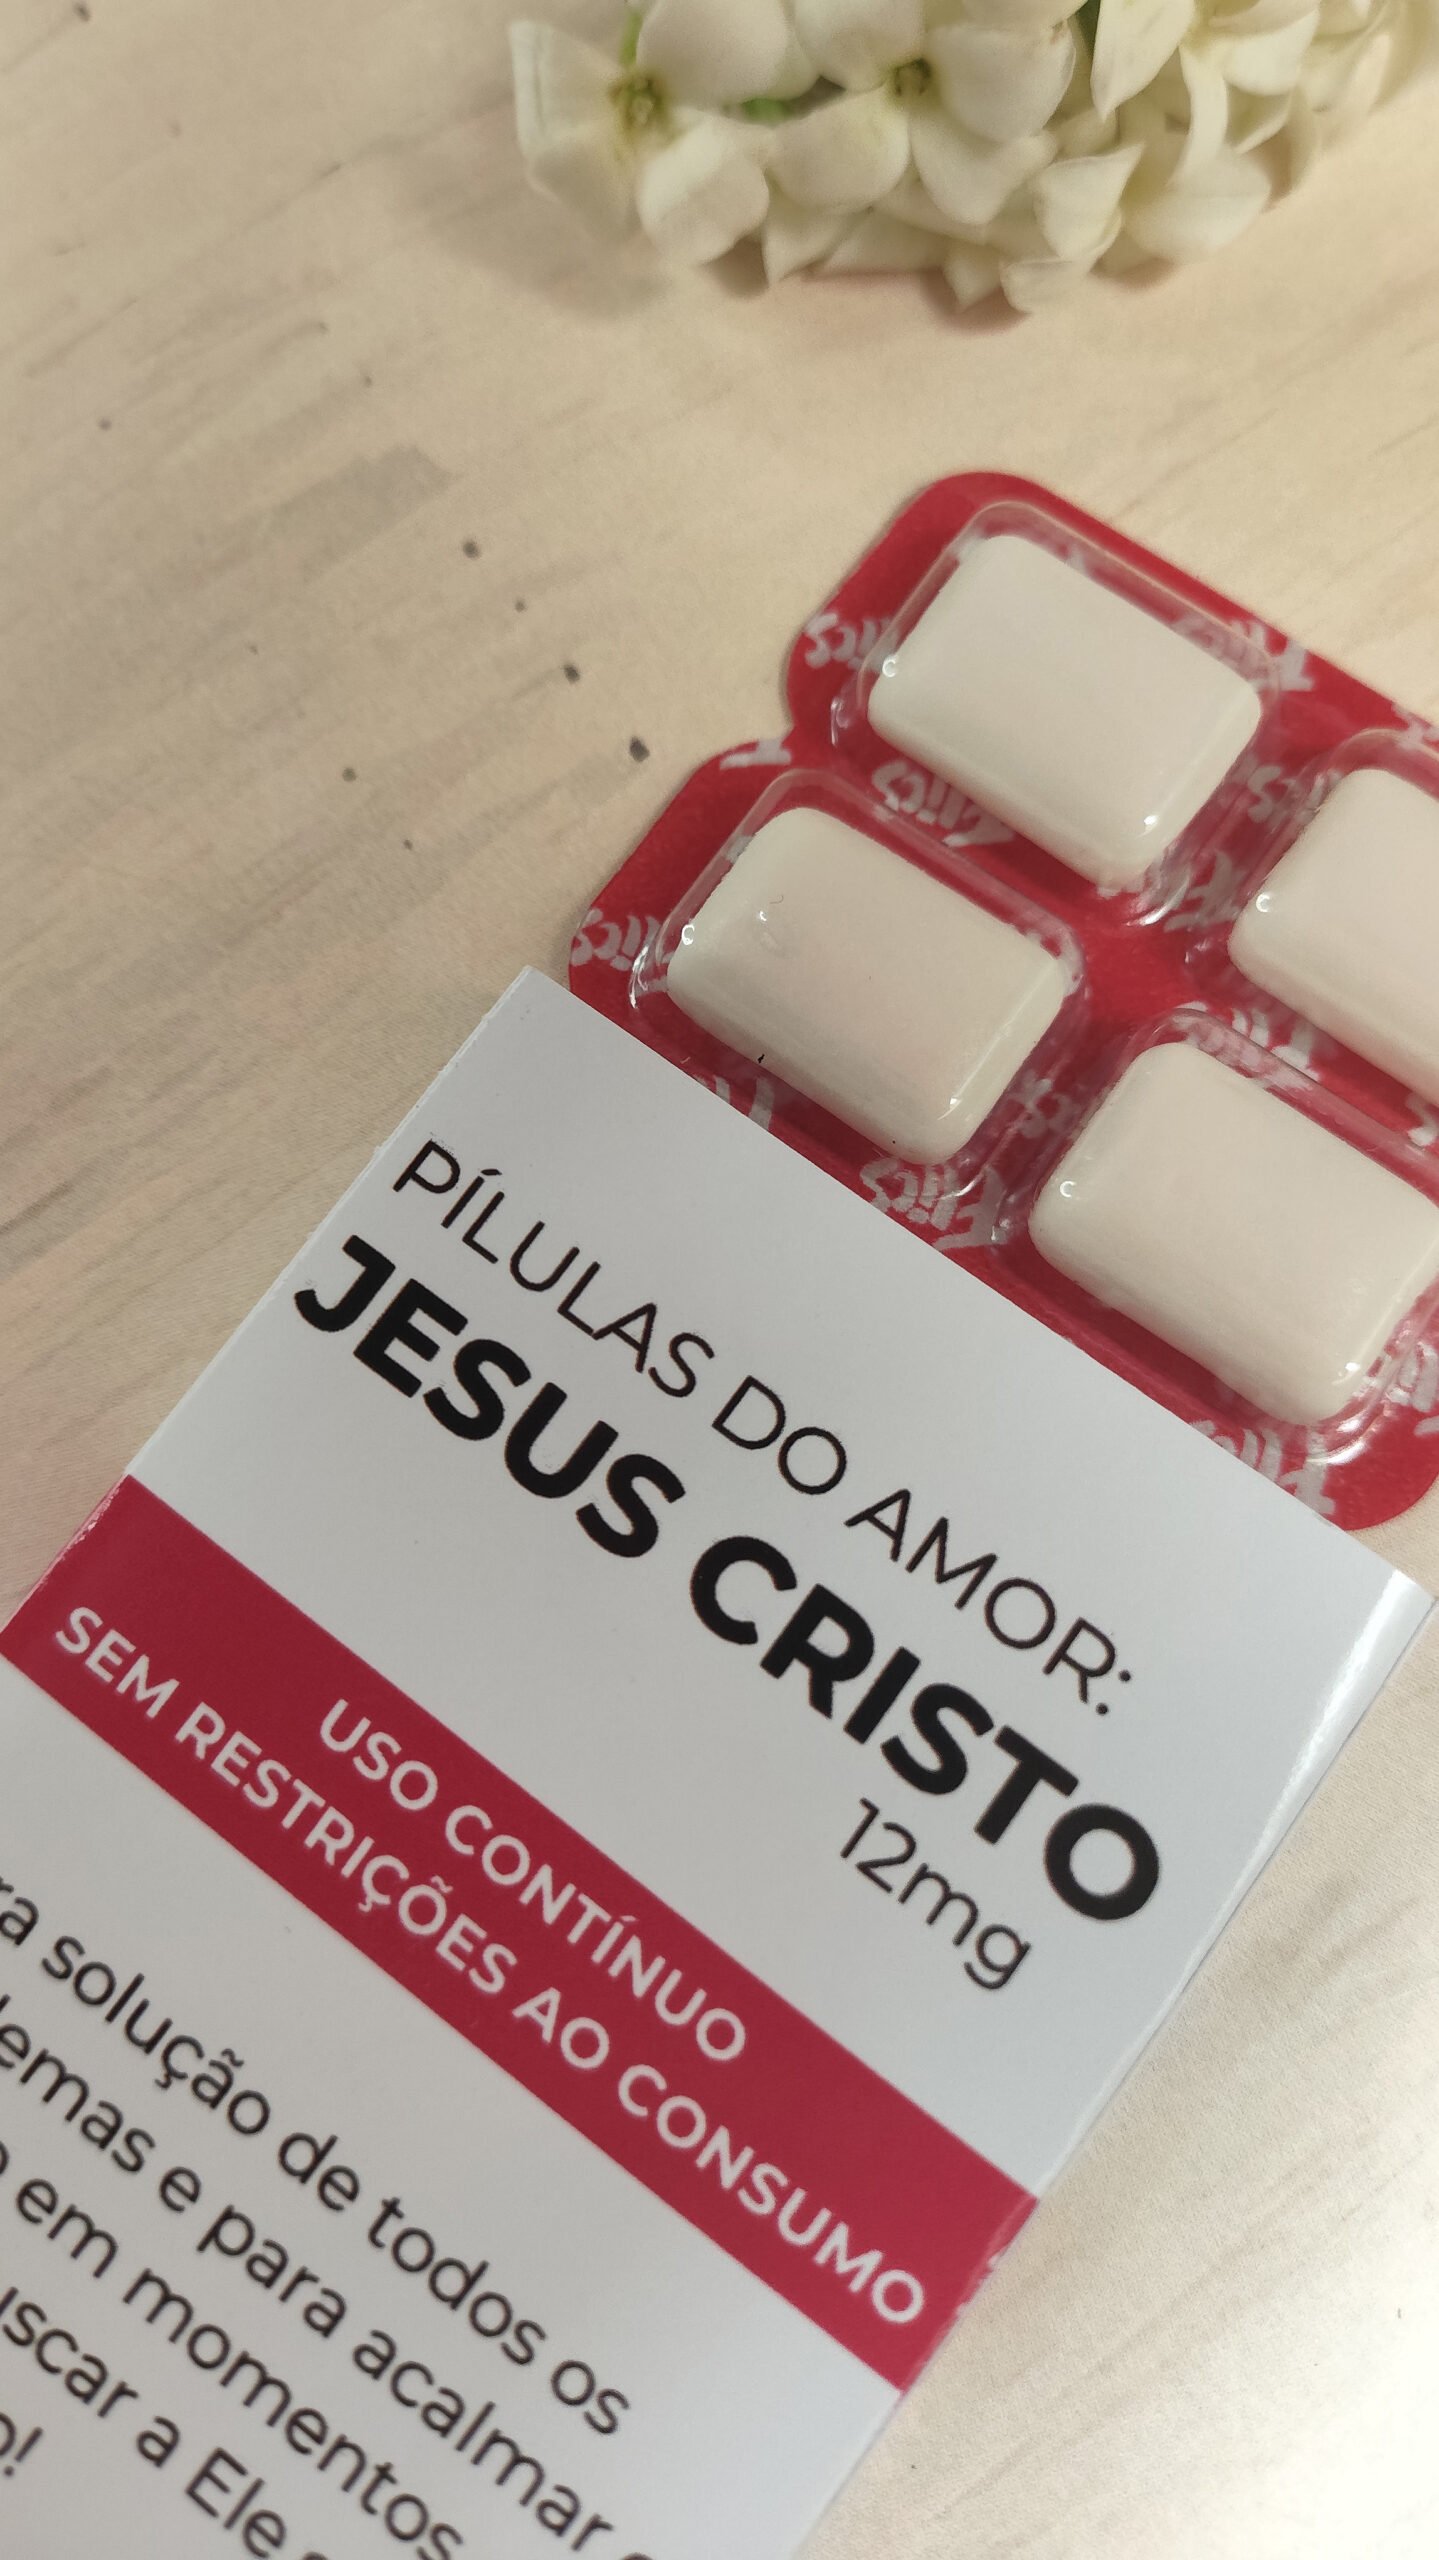 Flics
PÍLULAS DO AMOR:
JESUS CRISTO
12mg
USO CONTÍNUO
SEM RESTRIÇÕES AO CONSUMO
solução de todos os
e para acalmar
em momentos
a Ele